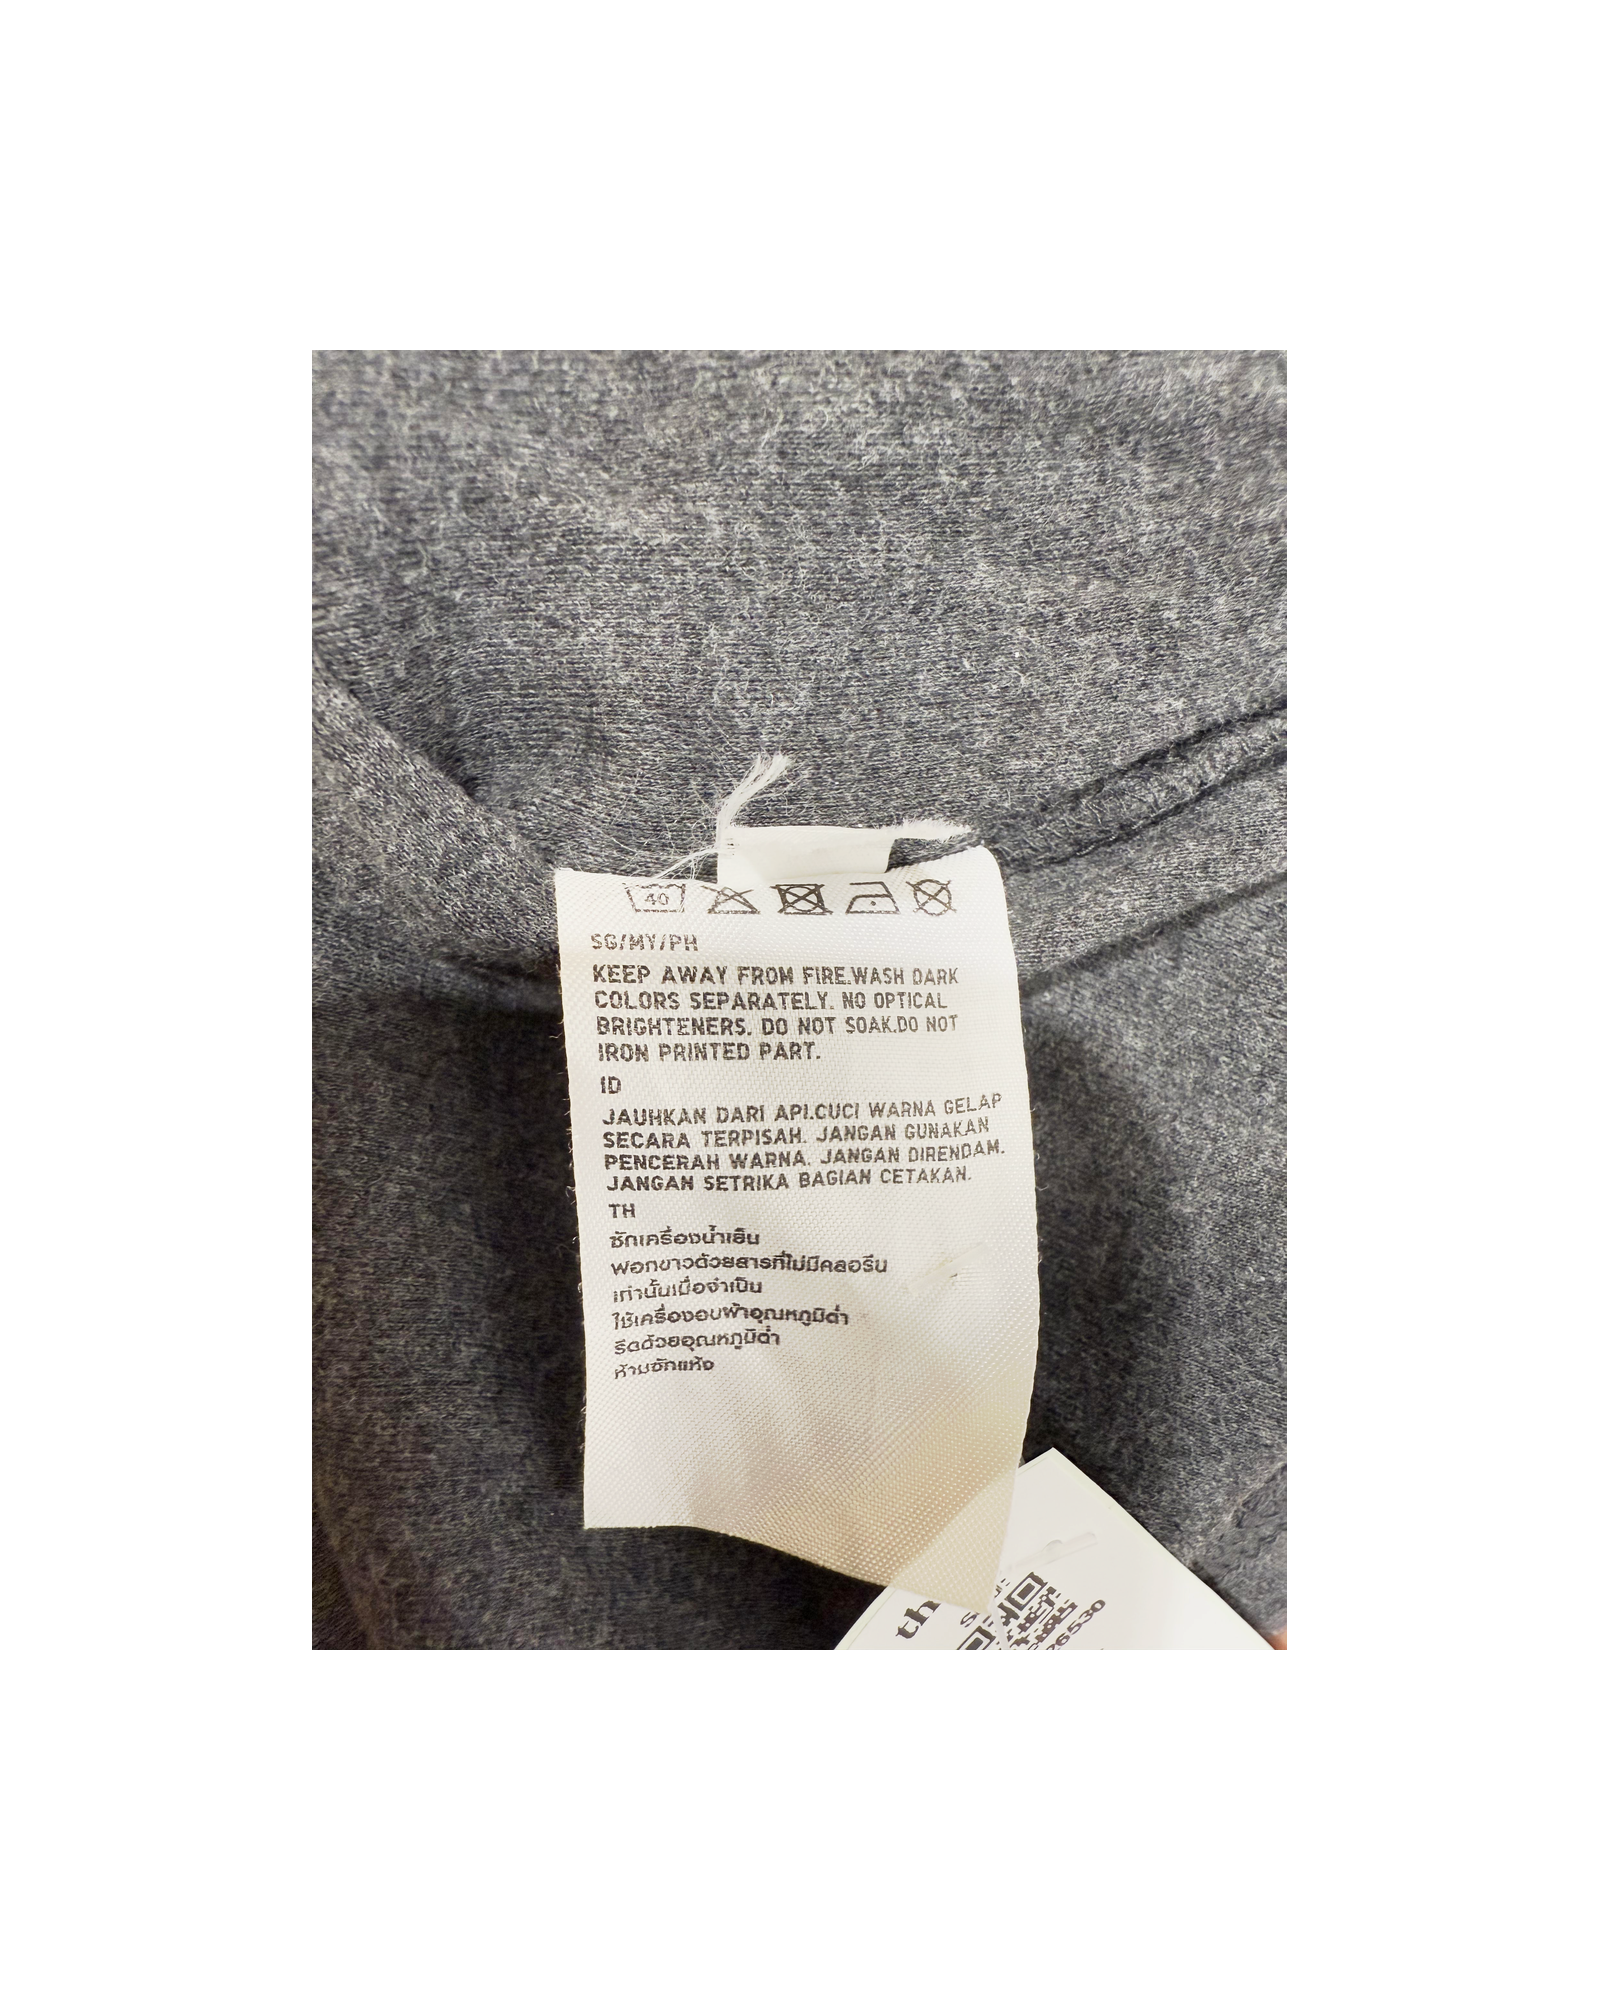 40
SG/MY/PH
KEEP AWAY FROM FIRE.WASH DARK
COLORS SEPARATELY. NO OPTICAL
BRIGHTENERS. DO NOT SOAK.DO NOT
IRON PRINTED PART.
ID
JAUHKAN DARI API.CUCI WARNA GELAP
SECARA TERPISAH. JANGAN GUNAKAN
PENCERAH WARNA. JANGAN DIRENDAM.
JANGAN SETRIKA BAGIAN CETAKAN.
TH
ซักเครื่องน้ำเย็น
ฟอกขาวด้วยสารที่ไม่มีคลอรีน
เท่านั้นเมื่อจำเป็น
ใช้เครื่องอบผ้าอุณหภูมิต่ำ
รีดด้วยอุณหภูมิต่ำ
ห้ามซักแห้ง